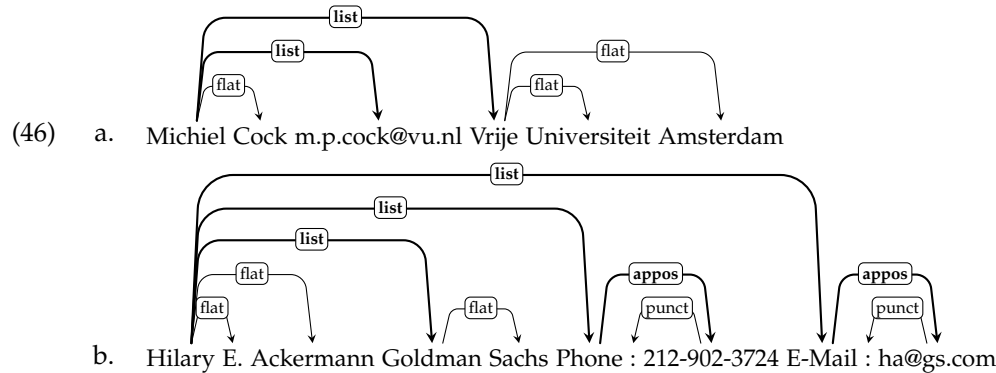 list
list
flat
flat flat
(46) a. Michiel Cock m.p.cock@vu.nl Vrije Universiteit Amsterdam
list
list
list
flat appos appos
flat flat punct punct
b. Hilary E. Ackermann Goldman Sachs Phone : 212-902-3724 E-Mail : ha@gs.com